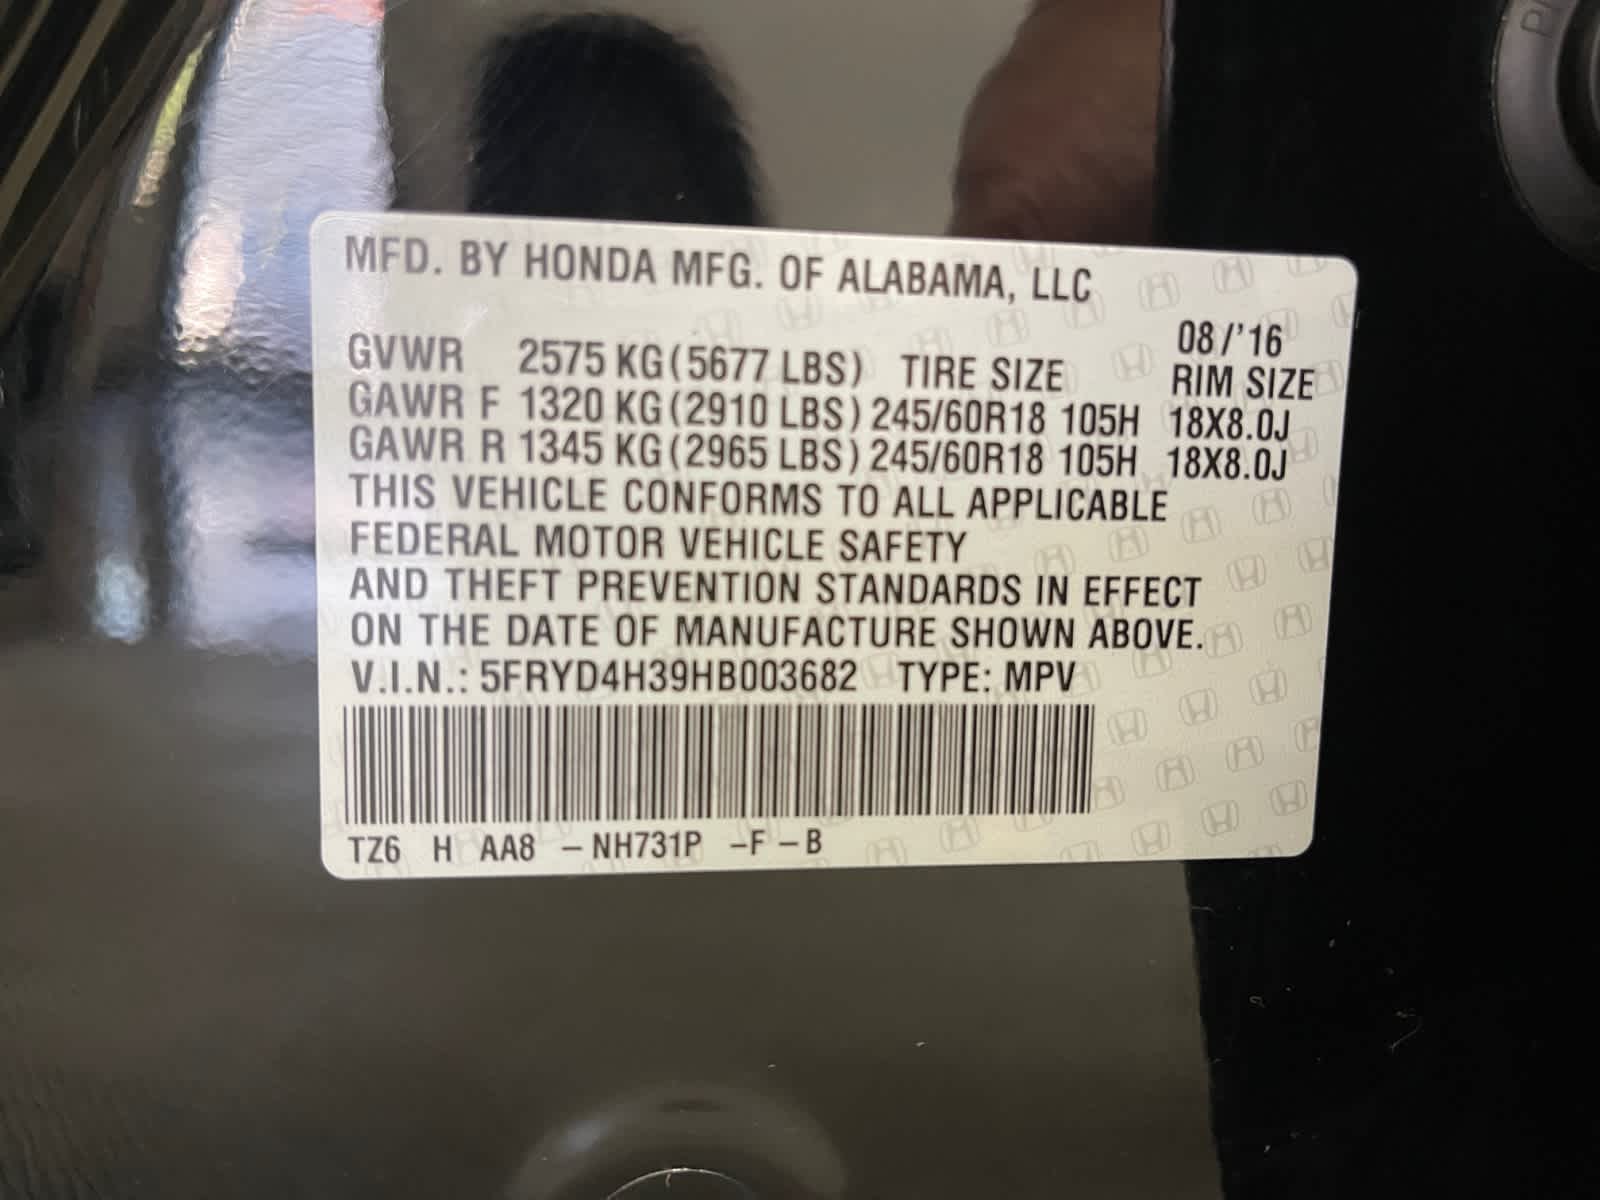 MFD. BY HONDA MFG. OF ALABAMA, LLC
08/'16
GVWR 2575 KG(5677 LBS) TIRE SIZE RIM SIZE
GAWR F 1320 KG(2910 LBS) 245/60R18 105H 18X8.0J
GAWR R 1345 KG(2965 LBS) 245/60R18 105H 18X8.0J
THIS VEHICLE CONFORMS TO ALL APPLICABLE
FEDERAL MOTOR VEHICLE SAFETY
AND THEFT PREVENTION STANDARDS IN EFFECT
ON THE DATE OF MANUFACTURE SHOWN ABOVE.
V.I.N.: 5FRYD4H39HB003682 TYPE: MPV
TZ6 H AA8 – NH731P –F – B